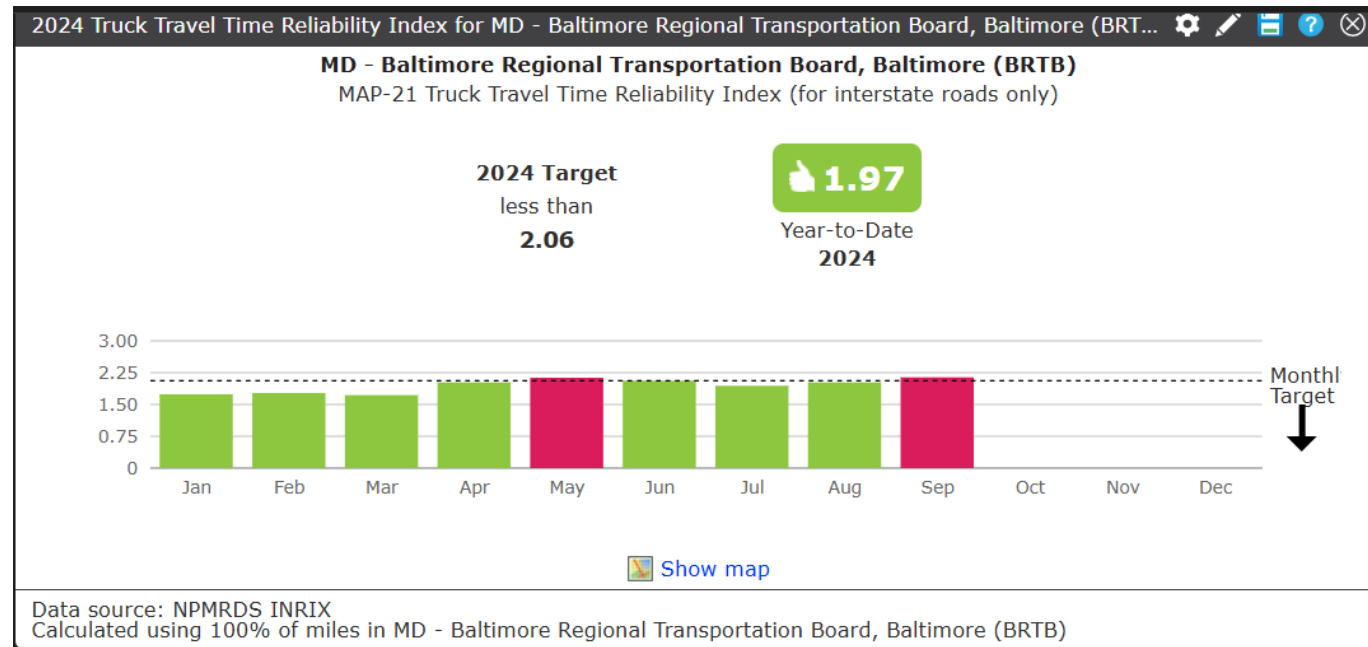 2024 Truck Travel Time Reliability Index for MD - Baltimore Regional Transportation Board, Baltimore (BRT...
MD - Baltimore Regional Transportation Board, Baltimore (BRTB)
MAP-21 Truck Travel Time Reliability Index (for interstate roads only)
2024 Target
less than
2.06
1.97
Year-to-Date
2024
3.00
2.25
1.50
0.75
0
Monthl
Target
Jan Feb Mar Apr May Jun Jul Aug Sep Oct Nov Dec
Show map
Data source: NPMRDS INRIX
Calculated using 100% of miles in MD - Baltimore Regional Transportation Board, Baltimore (BRTB)